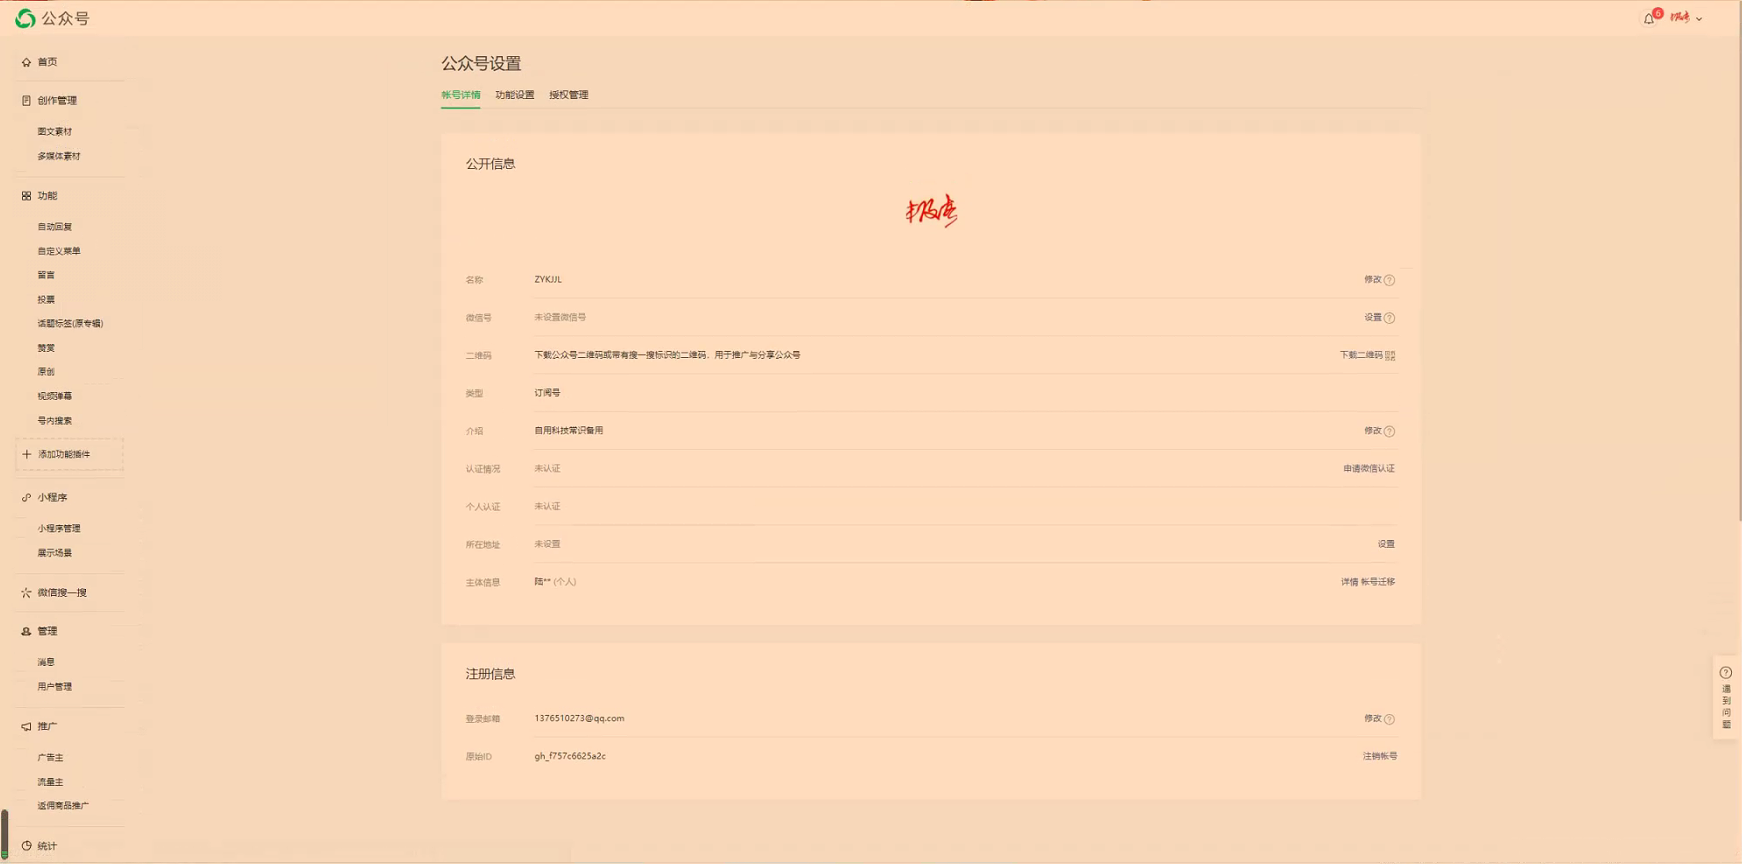 公众号
6
首页
创作管理
图文素材
多媒体素材
功能
自动回复
自定义菜单
留言
投票
话题标签(原专辑)
赞赏
原创
视频弹幕
号内搜索
添加功能插件
小程序
小程序管理
展示场景
微信搜一搜
管理
消息
用户管理
推广
广告主
流量主
返佣商品推广
统计
公众号设置
帐号详情 功能设置 授权管理
公开信息
名称 ZYKJJL 修改
微信号 未设置微信号 设置
二维码 下载公众号二维码或带有搜一搜标识的二维码，用于推广与分享公众号 下载二维码
类型 订阅号
介绍 自用科技常识备用 修改
认证情况 未认证 申请微信认证
个人认证 未认证
所在地址 未设置 设置
主体信息 陆** (个人) 详情 帐号迁移
注册信息
登录邮箱 1376510273@qq.com 修改
原始ID gh_f757c6625a2c 注销帐号
遇到问题